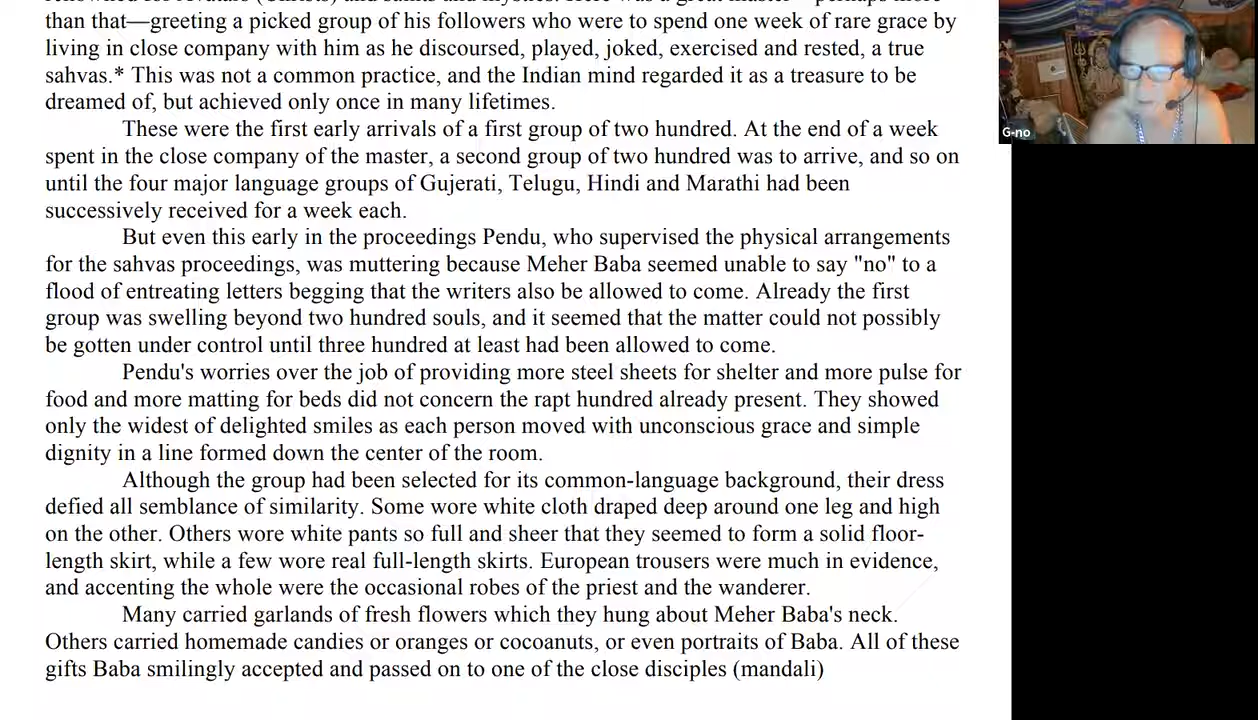 than that—greeting a picked group of his followers who were to spend one week of rare grace by
living in close company with him as he discoursed, played, joked, exercised and rested, a true
sahvas.* This was not a common practice, and the Indian mind regarded it as a treasure to be
dreamed of, but achieved only once in many lifetimes.
These were the first early arrivals of a first group of two hundred. At the end of a week
spent in the close company of the master, a second group of two hundred was to arrive, and so on
until the four major language groups of Gujerati, Telugu, Hindi and Marathi had been
successively received for a week each.
But even this early in the proceedings Pendu, who supervised the physical arrangements
for the sahvas proceedings, was muttering because Meher Baba seemed unable to say "no" to a
flood of entreating letters begging that the writers also be allowed to come. Already the first
group was swelling beyond two hundred souls, and it seemed that the matter could not possibly
be gotten under control until three hundred at least had been allowed to come.
Pendu's worries over the job of providing more steel sheets for shelter and more pulse for
food and more matting for beds did not concern the rapt hundred already present. They showed
only the widest of delighted smiles as each person moved with unconscious grace and simple
dignity in a line formed down the center of the room.
Although the group had been selected for its common-language background, their dress
defied all semblance of similarity. Some wore white cloth draped deep around one leg and high
on the other. Others wore white pants so full and sheer that they seemed to form a solid floor-
length skirt, while a few wore real full-length skirts. European trousers were much in evidence,
and accenting the whole were the occasional robes of the priest and the wanderer.
Many carried garlands of fresh flowers which they hung about Meher Baba's neck.
Others carried homemade candies or oranges or cocoanuts, or even portraits of Baba. All of these
gifts Baba smilingly accepted and passed on to one of the close disciples (mandali)
G-no